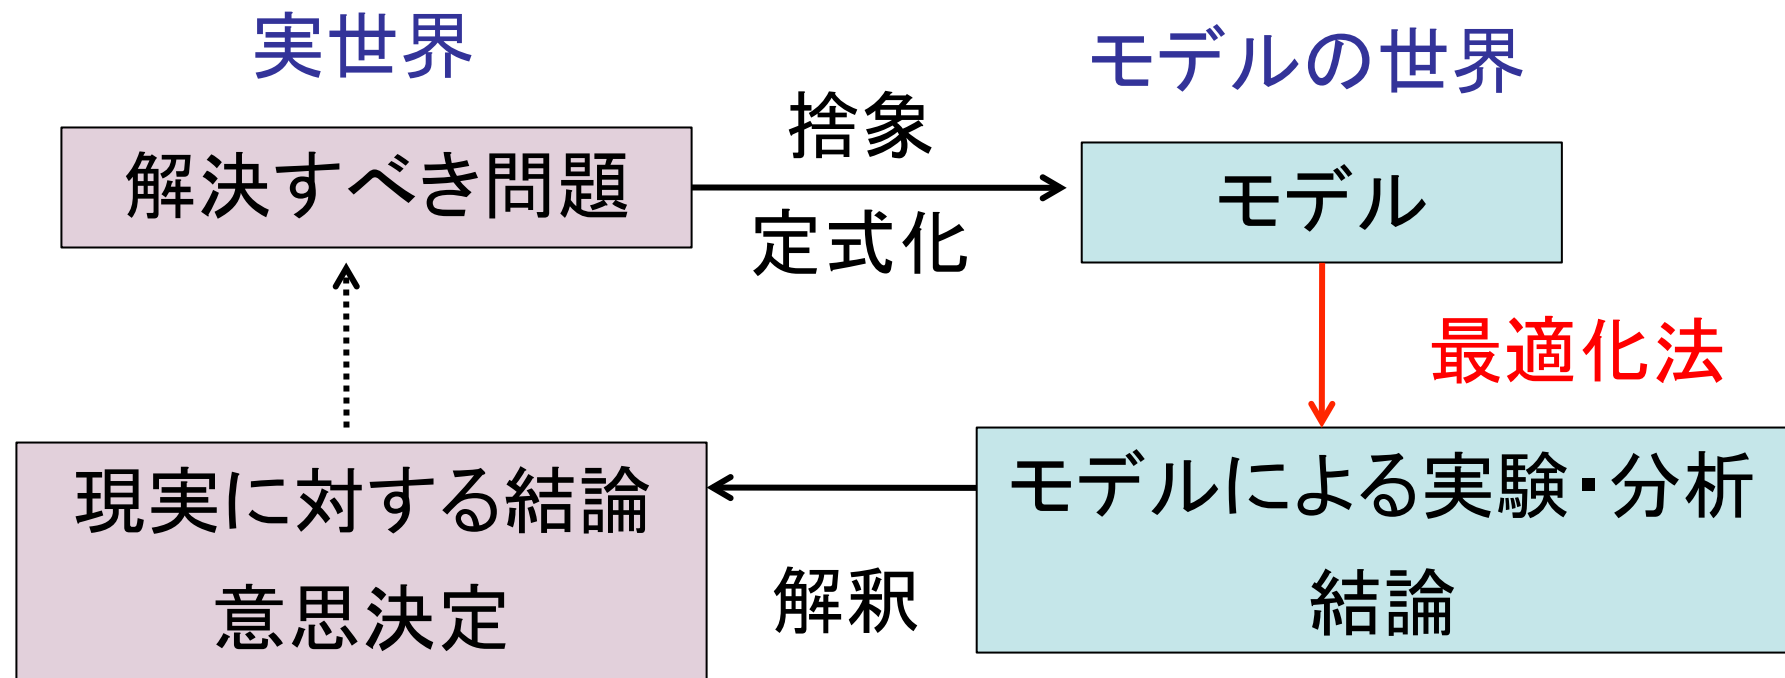 実世界
モデルの世界
解決すべき問題
捨象
定式化
モデル
最適化法
現実に対する結論
意思決定
解釈
モデルによる実験・分析
結論